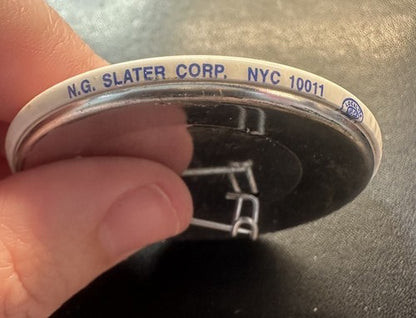 N.G. SLATER CORP. NYC 10011